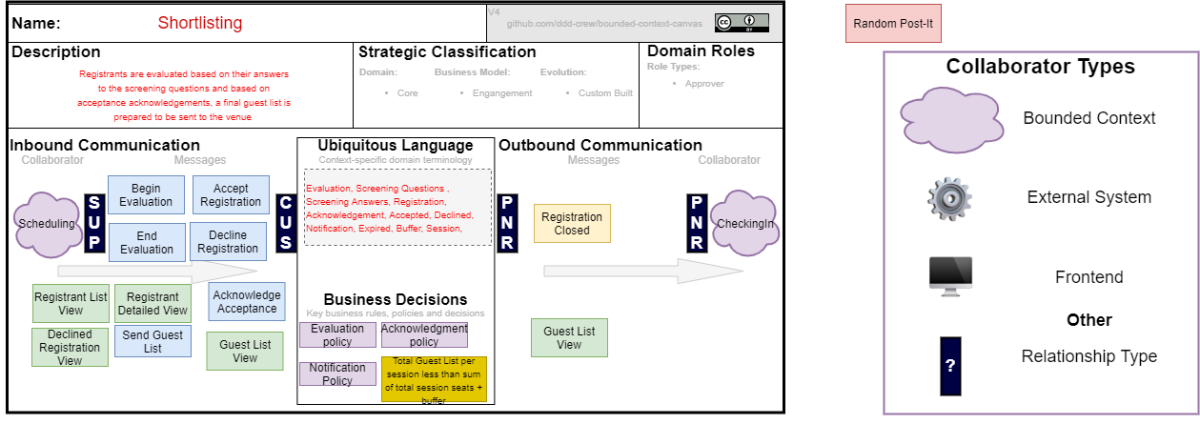 Name:
Shortlisting
V4
github.com/ddd-crew/bounded-context-canvas
cc
BY
Description
Registrants are evaluated based on their answers
to the screening questions and based on
acceptance acknowledgements, a final guest list is
prepared to be sent to the venue
Strategic Classification
Domain:
Business Model:
Evolution:
• Core
• Engangement
• Custom Built
Domain Roles
Role Types:
• Approver
Inbound Communication
Collaborator
Messages
Scheduling
SUP
Begin
Evaluation
Accept
Registration
End
Evaluation
Decline
Registration
CUS
Registrant List
View
Registrant
Detailed View
Acknowledge
Acceptance
Declined
Registration
View
Send Guest
List
Guest List
View
Ubiquitous Language
Context-specific domain terminology
Evaluation, Screening Questions ,
Screening Answers, Registration,
Acknowledgement, Accepted, Declined,
Notification, Expired, Buffer, Session,
Business Decisions
Key business rules, policies and decisions
Evaluation
policy
Acknowledgment
policy
Notification
Policy
Total Guest List per
session less than sum
of total session seats +
buffer
Outbound Communication
Messages
Collaborator
PNR
Registration
Closed
PNR
CheckingIn
Guest List
View
Random Post-It
Collaborator Types
Bounded Context
External System
Frontend
Other
?
Relationship Type